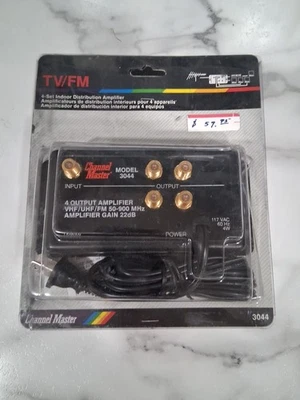 TV/FM
4-Set Indoor Distribution Amplifier
Amplificateurs de distribution intérieurs pour 4 appareils
Amplificador de distribución interior para 4 equipos
$ 57.
Channel Master
MODEL
3044
INPUT
OUTPUT
4 OUTPUT AMPLIFIER
VHF/UHF/FM 50-900 MHz
AMPLIFIER GAIN 22dB
117 VAC
60 Hz
4W
POWER
Channel Master
3044